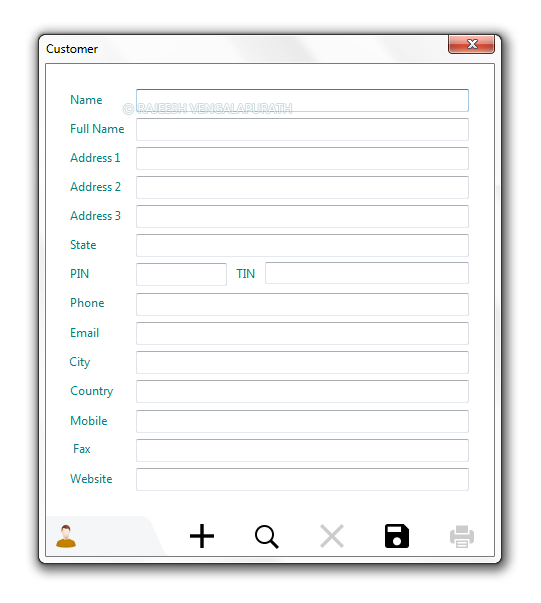 Customer
Name
© RAJEESH VENGALAPURATH
Full Name
Address 1
Address 2
Address 3
State
PIN TIN
Phone
Email
City
Country
Mobile
Fax
Website